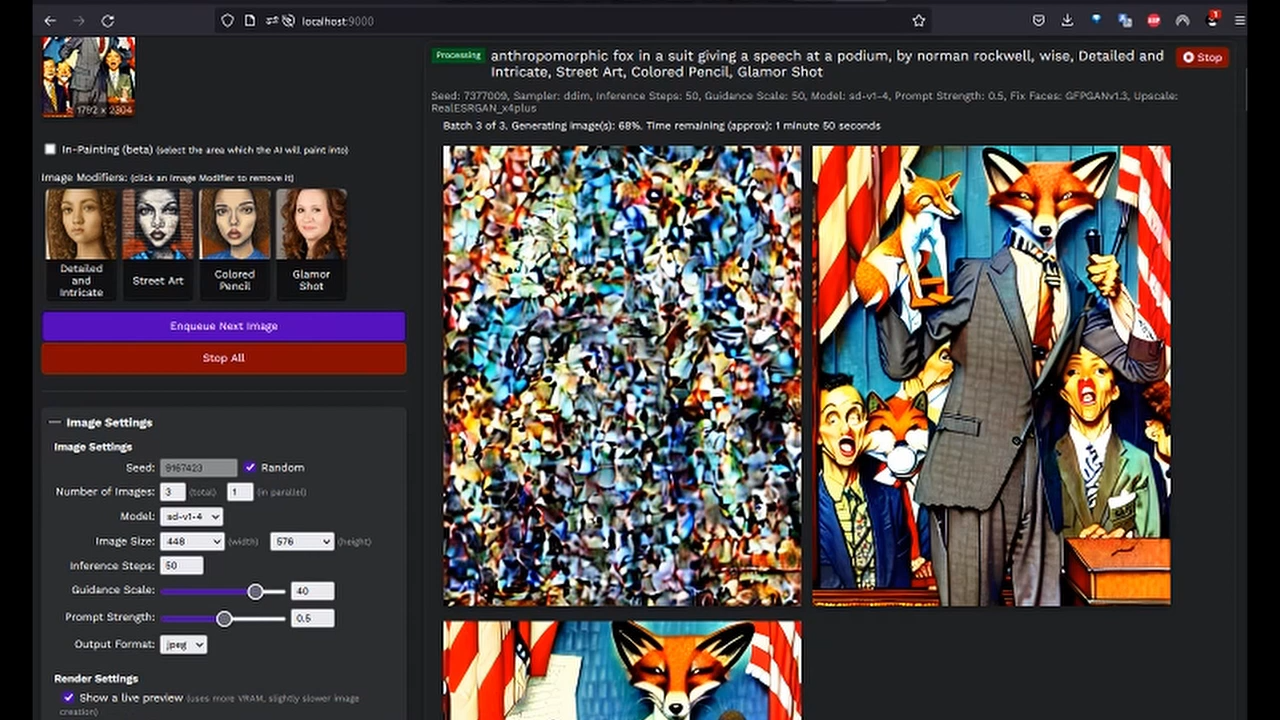 localhost:9000
ABP
1
1792 x 2304
Processing
anthropomorphic fox in a suit giving a speech at a podium, by norman rockwell, wise, Detailed and
Intricate, Street Art, Colored Pencil, Glamor Shot
Stop
Seed: 7377009, Sampler: ddim, Inference Steps: 50, Guidance Scale: 50, Model: sd-v1-4, Prompt Strength: 0.5, Fix Faces: GFPGANv1.3, Upscale:
RealESRGAN_x4plus
Batch 3 of 3. Generating image(s): 68%. Time remaining (approx): 1 minute 50 seconds
In-Painting (beta) (select the area which the AI will paint into)
Image Modifiers: (click an Image Modifier to remove it)
Detailed
and
Intricate
Street Art
Colored
Pencil
Glamor
Shot
Enqueue Next Image
Stop All
Image Settings
Image Settings
Seed: 9167423 Random
Number of Images: 3 (total) 1 (in parallel)
Model: sd-v1-4
Image Size: 448 (width) 576 (height)
Inference Steps: 50
Guidance Scale: 40
Prompt Strength: 0.5
Output Format: jpeg
Render Settings
Show a live preview (uses more VRAM, slightly slower image
creation)